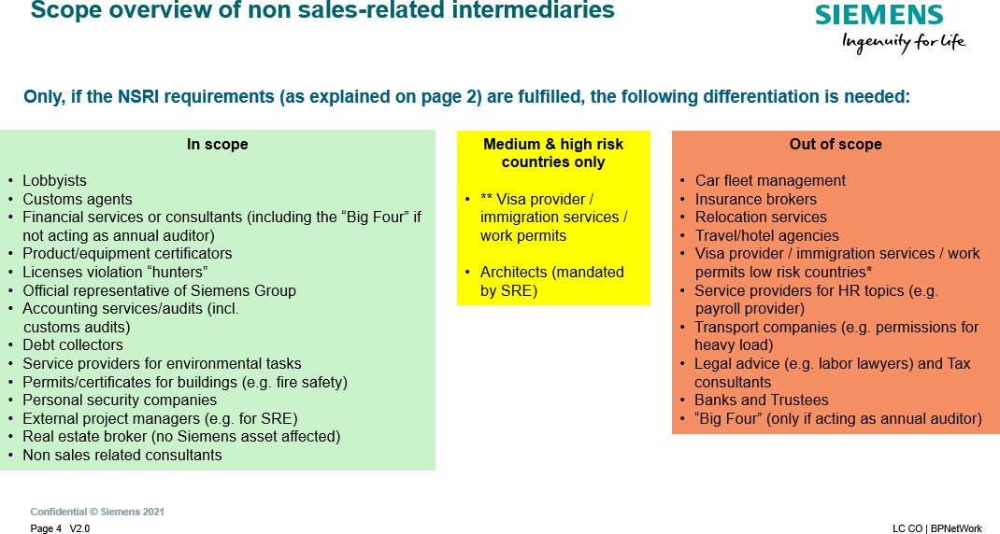 Scope overview of non sales-related intermediaries
SIEMENS
Ingenuity for life
Only, if the NSRI requirements (as explained on page 2) are fulfilled, the following differentiation is needed:
In scope
• Lobbyists
• Customs agents
• Financial services or consultants (including the “Big Four” if
not acting as annual auditor)
• Product/equipment certificators
• Licenses violation “hunters”
• Official representative of Siemens Group
• Accounting services/audits (incl.
customs audits)
• Debt collectors
• Service providers for environmental tasks
• Permits/certificates for buildings (e.g. fire safety)
• Personal security companies
• External project managers (e.g. for SRE)
• Real estate broker (no Siemens asset affected)
• Non sales related consultants
Medium & high risk
countries only
• ** Visa provider /
immigration services /
work permits
• Architects (mandated
by SRE)
Out of scope
• Car fleet management
• Insurance brokers
• Relocation services
• Travel/hotel agencies
• Visa provider / immigration services / work
permits low risk countries*
• Service providers for HR topics (e.g.
payroll provider)
• Transport companies (e.g. permissions for
heavy load)
• Legal advice (e.g. labor lawyers) and Tax
consultants
• Banks and Trustees
• “Big Four” (only if acting as annual auditor)
Confidential © Siemens 2021
Page 4 V2.0
LC CO | BPNetWork